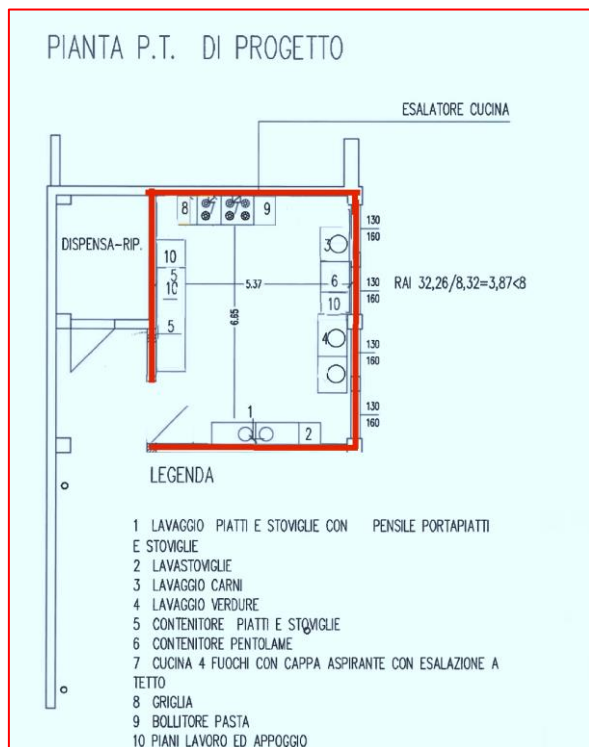 PIANTA P.T. DI PROGETTO
ESALATORE CUCINA
8
9
DISPENSA~RIP.
10
5
10
5
5.37
6.65
3
6
10
4
130
160
130
160
RAI 32,26/8,32=3,87<8
130
160
130
160
1
2
LEGENDA
1 LAVAGGIO PIATTI E STOVIGLIE CON PENSILE PORTAPIATTI
E STOVIGLIE
2 LAVASTOVIGLIE
3 LAVAGGIO CARNI
4 LAVAGGIO VERDURE
5 CONTENITORE PIATTI E STOVIGLIE
6 CONTENITORE PENTOLAME
7 CUCINA 4 FUOCHI CON CAPPA ASPIRANTE CON ESALAZIONE A
TETTO
8 GRIGLIA
9 BOLLITORE PASTA
10 PIANI LAVORO ED APPOGGIO